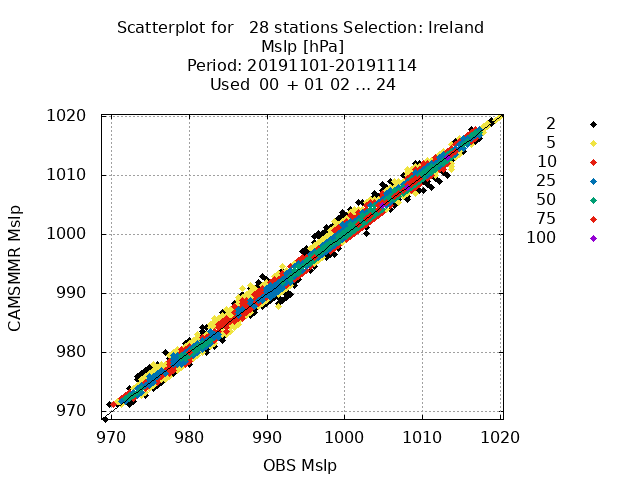 Scatterplot for 28 stations Selection: Ireland
Mslp [hPa]
Period: 20191101-20191114
Used 00 + 01 02 ... 24
CAMSMMR Mslp
1020
1010
1000
990
980
970
970 980 990 1000 1010 1020
OBS Mslp
2
5
10
25
50
75
100